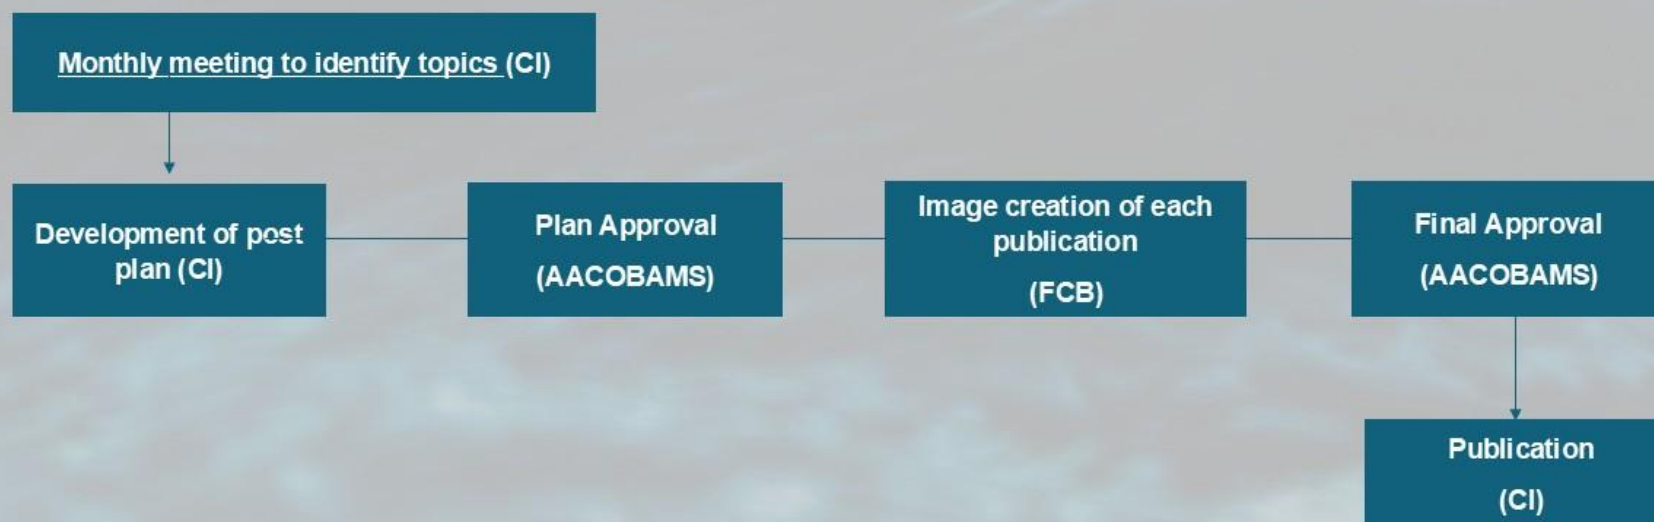 Monthly meeting to identify topics (CI)
Development of post
plan (CI)
Plan Approval
(AACOBAMS)
Image creation of each
publication
(FCB)
Final Approval
(AACOBAMS)
Publication
(CI)